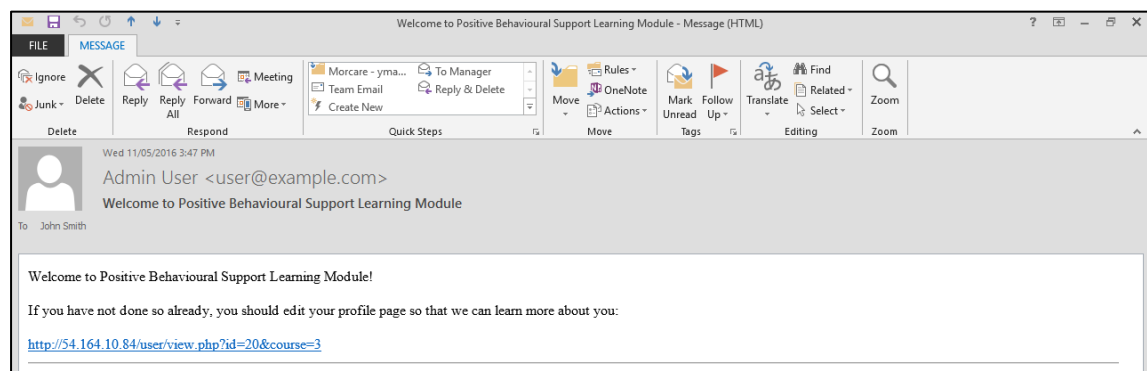 Welcome to Positive Behavioural Support Learning Module - Message (HTML)
FILE MESSAGE
Ignore
Junk
Delete
Reply
Reply All
Forward
Meeting
More
Morcare - yma...
To Manager
Team Email
Reply & Delete
Create New
Move
Rules
OneNote
Actions
Mark Unread
Follow Up
Translate
Find
Related
Select
Zoom
Delete Respond Quick Steps Move Tags Editing Zoom
Wed 11/05/2016 3:47 PM
Admin User <user@example.com>
Welcome to Positive Behavioural Support Learning Module
To John Smith
Welcome to Positive Behavioural Support Learning Module!
If you have not done so already, you should edit your profile page so that we can learn more about you:
http://54.164.10.84/user/view.php?id=20&course=3